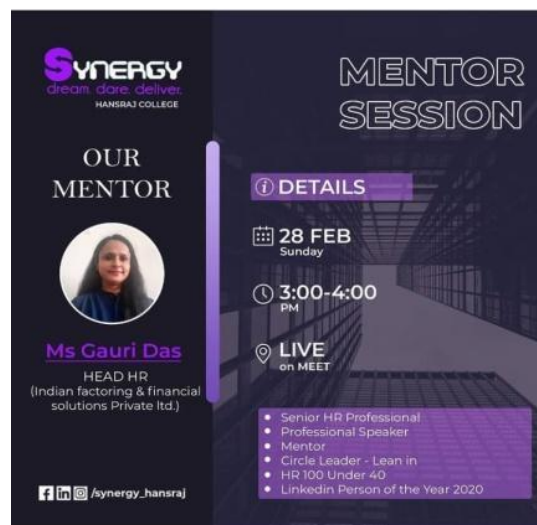 SYNERGY
dream. dare. deliver.
HANSRAJ COLLEGE
OUR
MENTOR
Ms Gauri Das
HEAD HR
(Indian factoring & financial
solutions Private ltd.)
/synergy_hansraj
MENTOR
SESSION
DETAILS
28 FEB
Sunday
3:00-4:00
PM
LIVE
on MEET
Senior HR Professional
Professional Speaker
Mentor
Circle Leader - Lean in
HR 100 Under 40
Linkedin Person of the Year 2020